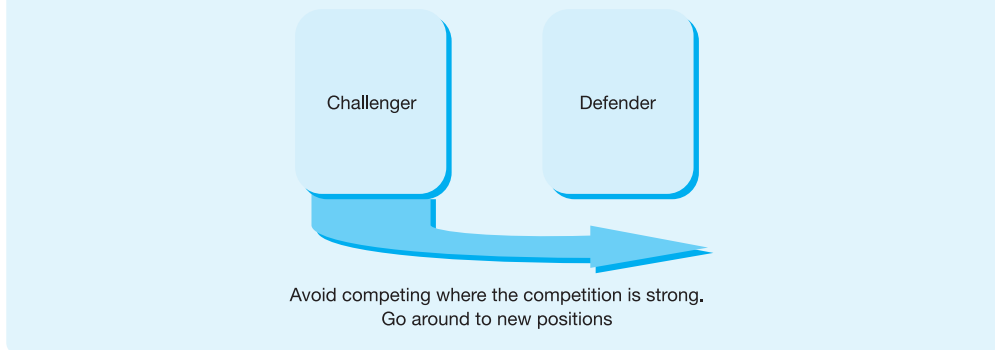 Challenger
Defender
Avoid competing where the competition is strong.
Go around to new positions